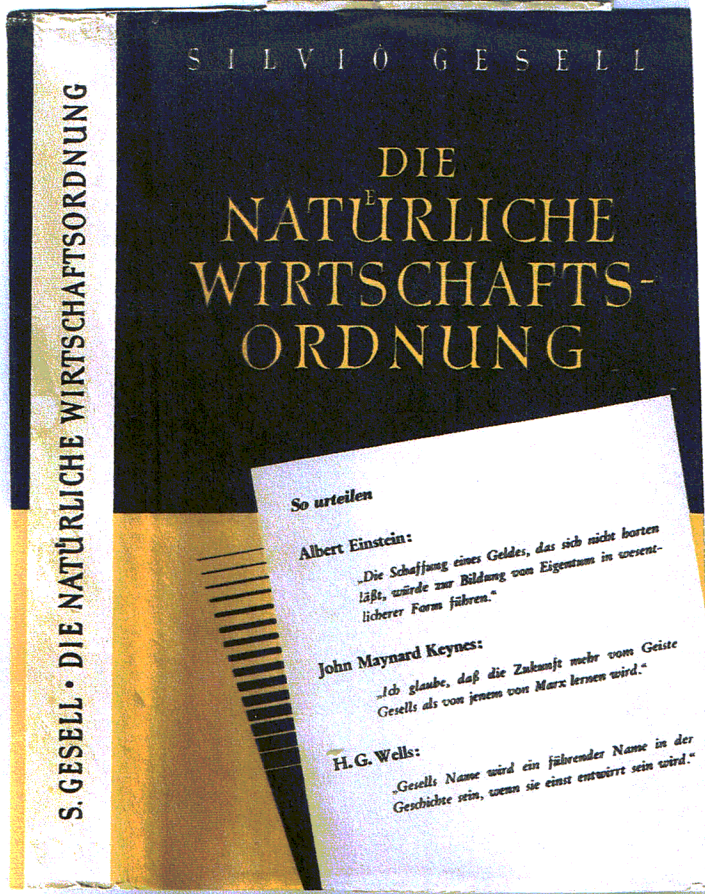 S. GESELL • DIE NATÜRLICHE WIRTSCHAFTSORDNUNG
SILVIO GESELL
DIE
NATÜRLICHE
WIRTSCHAFTS-
ORDNUNG
So urteilen
Albert Einstein:
„Die Schaffung eines Geldes, das sich nicht horten
läßt, würde zur Bildung von Eigentum in wesent-
licherer Form führen.“
John Maynard Keynes:
„Ich glaube, daß die Zukunft mehr vom Geiste
Gesells als von jenem von Marx lernen wird.“
H. G. Wells:
„Gesells Name wird ein führender Name in der
Geschichte sein, wenn sie einst entwirrt sein wird.“